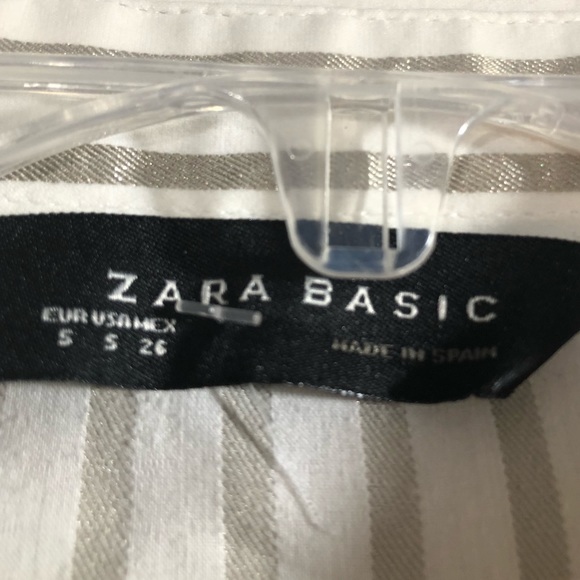 ZARA BASIC
EUR USA MEX
S S 26
MADE IN SPAIN